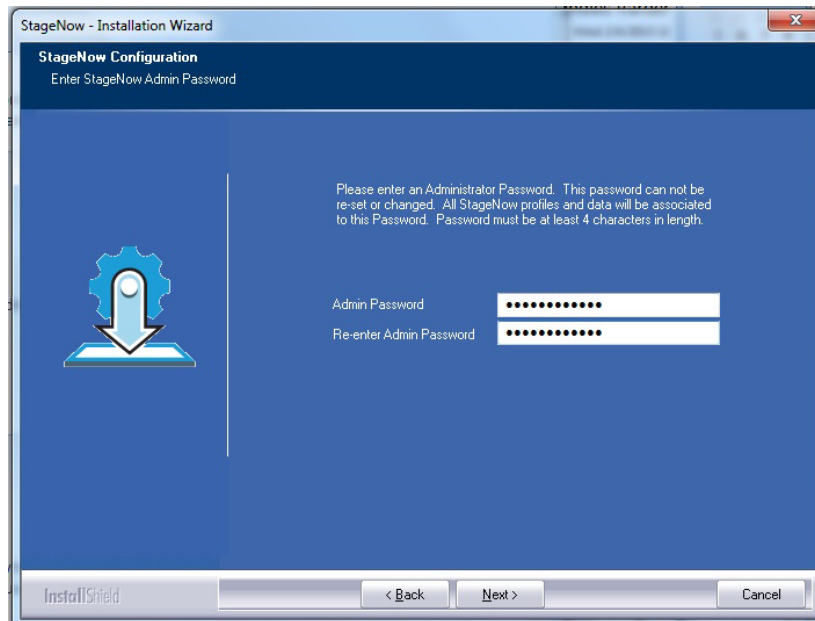 StageNow - Installation Wizard
StageNow Configuration
Enter StageNow Admin Password
Please enter an Administrator Password. This password can not be
re-set or changed. All StageNow profiles and data will be associated
to this Password. Password must be at least 4 characters in length.
Admin Password ●●●●●●●●●●●●
Re-enter Admin Password ●●●●●●●●●●●●
InstallShield
< Back
Next >
Cancel